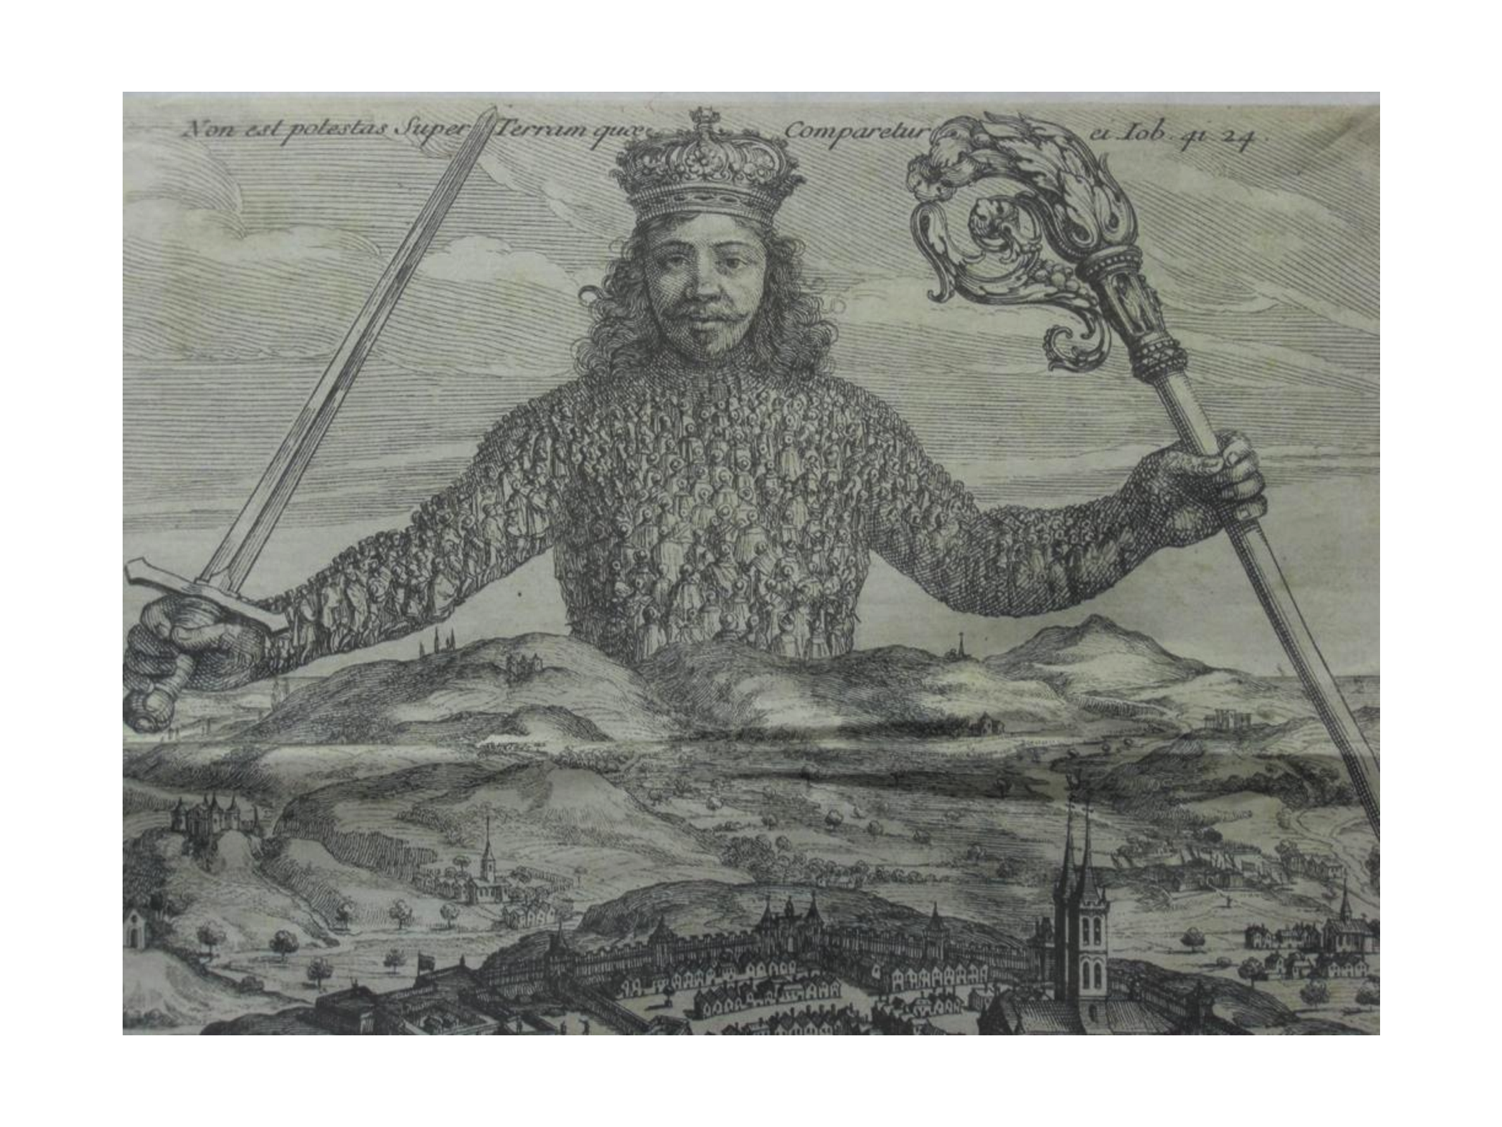 Non est potestas Super Terram quæ Comparetur ei Iob. 41. 24.